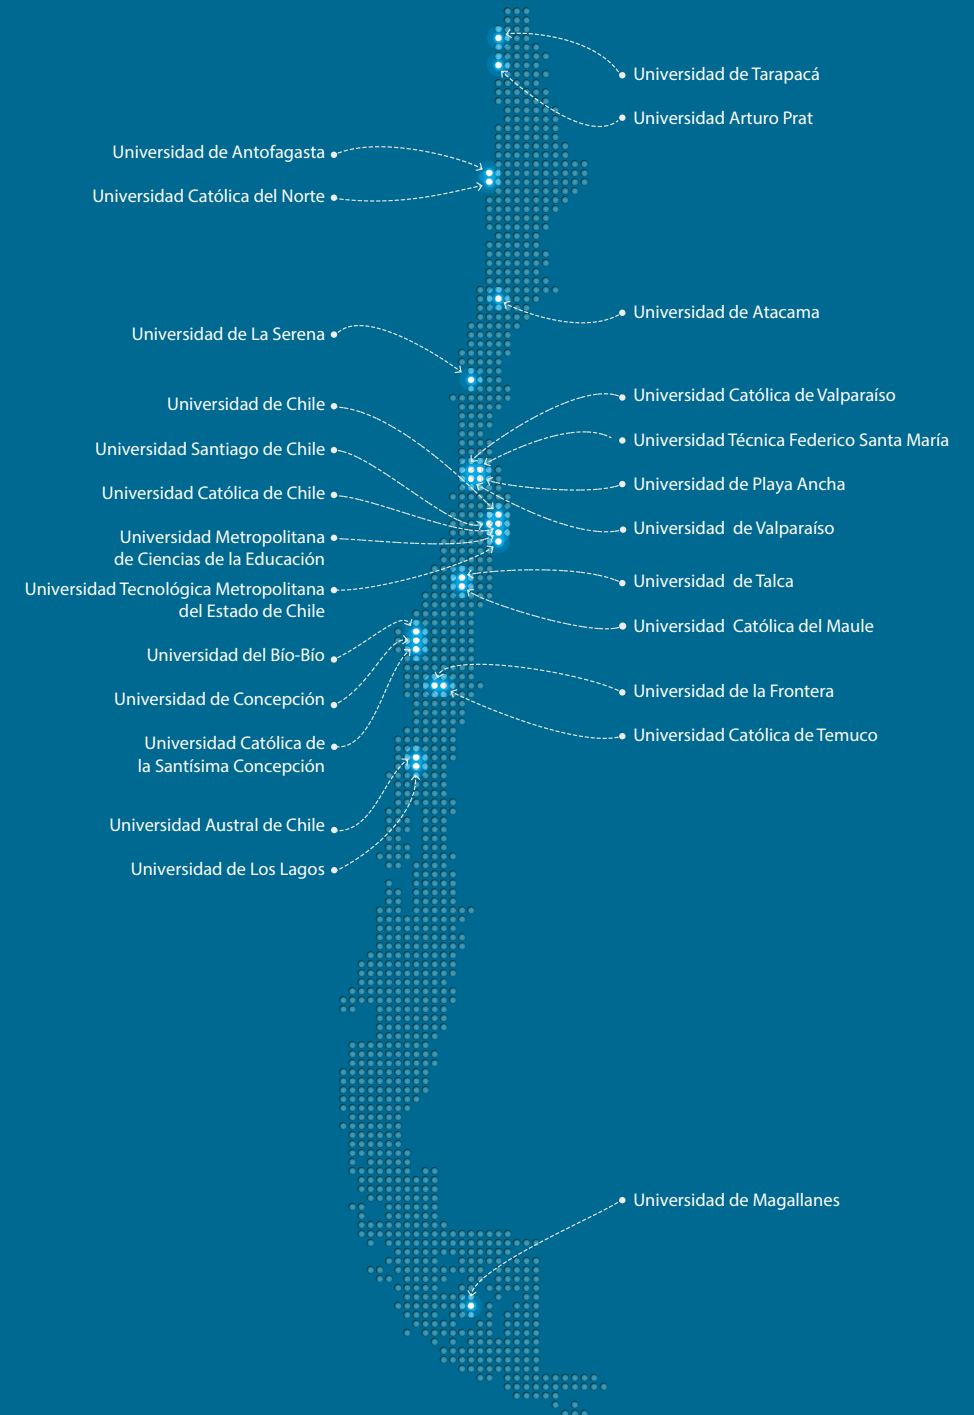 Universidad de Tarapacá
Universidad Arturo Prat
Universidad de Antofagasta
Universidad Católica del Norte
Universidad de Atacama
Universidad de La Serena
Universidad Católica de Valparaíso
Universidad de Chile
Universidad Técnica Federico Santa María
Universidad Santiago de Chile
Universidad de Playa Ancha
Universidad Católica de Chile
Universidad de Valparaíso
Universidad Metropolitana
de Ciencias de la Educación
Universidad de Talca
Universidad Tecnológica Metropolitana
del Estado de Chile
Universidad Católica del Maule
Universidad del Bío-Bío
Universidad de la Frontera
Universidad de Concepción
Universidad Católica de Temuco
Universidad Católica de
la Santísima Concepción
Universidad Austral de Chile
Universidad de Los Lagos
Universidad de Magallanes